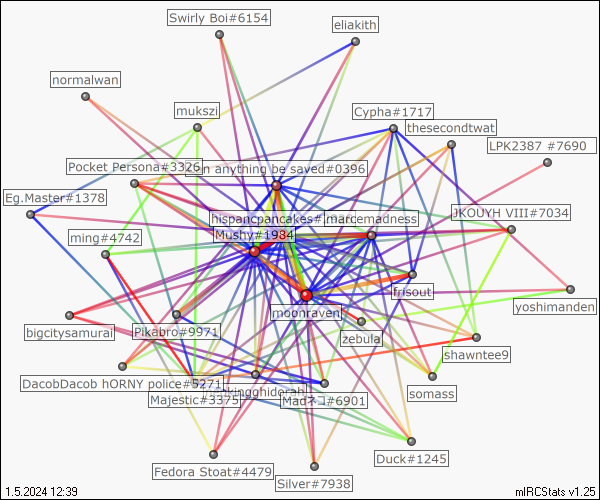 Swirly Boi#6154
eliakith
normalwan
mukszi
Cypha#1717
thesecondtwat
LPK2387 #7690
Pocket Persona#3326
n anything be saved#0396
Eg.Master#1378
hispancpancakes#
marcemadness
JKOUYH VIII#7034
ming#4742
Mushy#1984
frisout
yoshimanden
moonraven
bigcitysamurai
Pikabro#9971
zebula
shawntee9
DacobDacob hORNY police#5271
kingghidorah
somass
Majestic#3375
Madネコ#6901
Duck#1245
Fedora Stoat#4479
Silver#7938
1.5.2024 12:39
mIRCStats v1.25